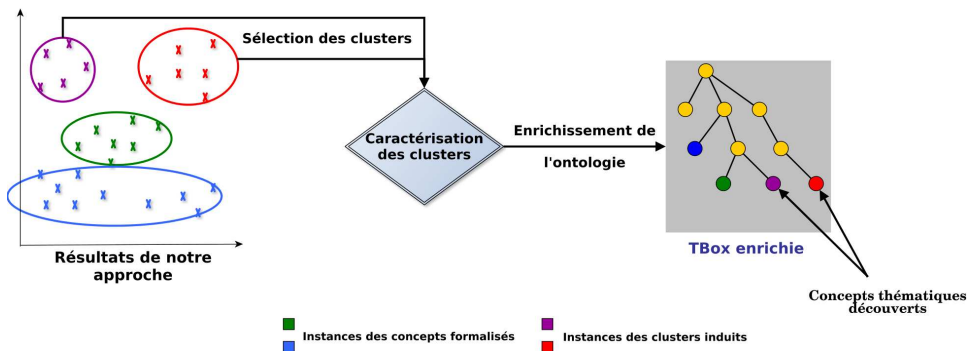 Sélection des clusters
Caractérisation
des clusters
Enrichissement de
l'ontologie
TBox enrichie
Résultats de notre
approche
Concepts thématiques
découverts
Instances des concepts formalisés
Instances des clusters induits